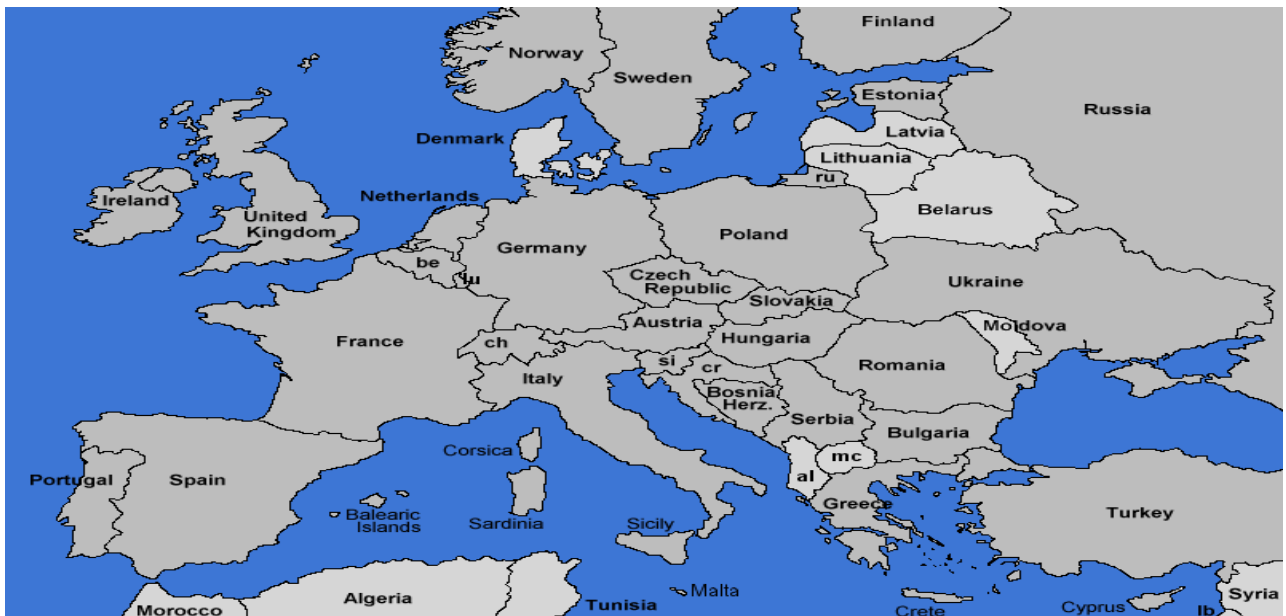 Finland
Norway
Sweden
Estonia
Russia
Denmark
Latvia
Lithuania
ru
Ireland
Netherlands
Belarus
United
Kingdom
Germany
Poland
be
lu
Czech
Republic
Ukraine
Slovakia
Austria
Moldova
France
ch
Hungaria
si
cr
Romania
Italy
Bosnia
Herz.
Serbia
Bulgaria
Corsica
mc
al
Portugal
Spain
Greece
Balearic
Islands
Sardinia
Sicily
Turkey
Malta
Algeria
Syria
Morocco
Tunisia
Crete
Cyprus
lb